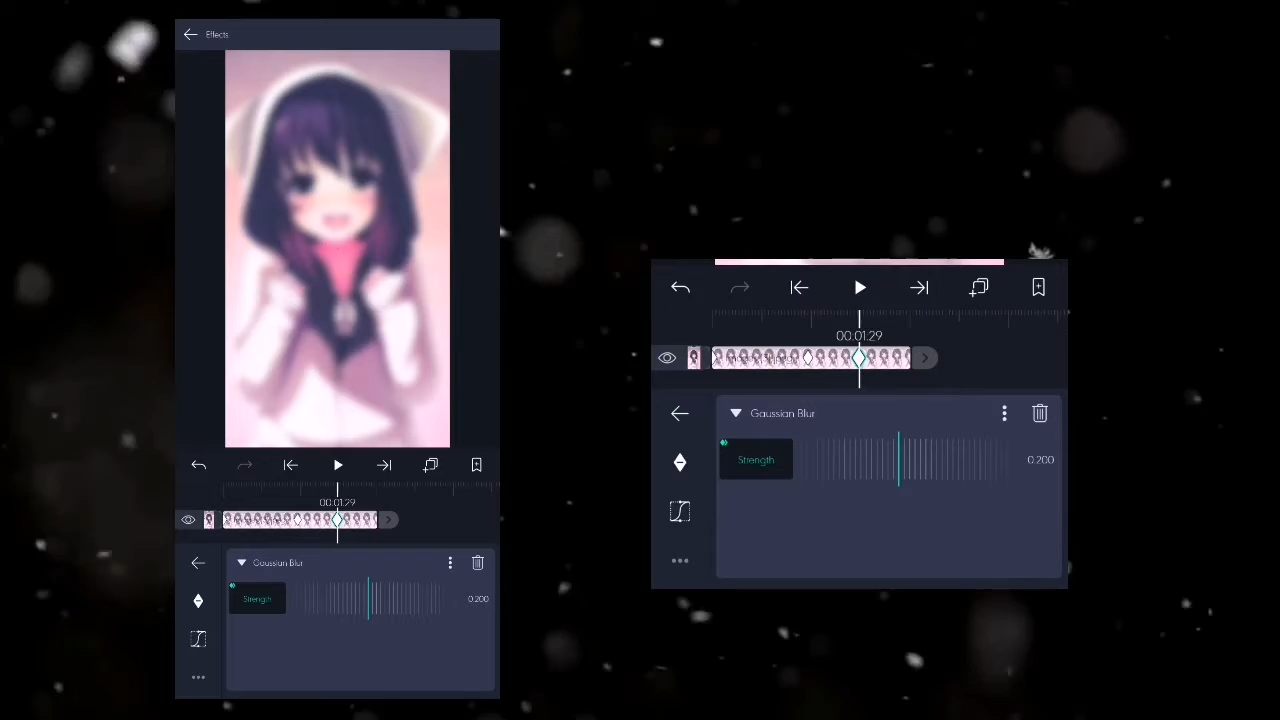 Effects
00:01:29
Gaussian Blur
Strength
0.200
00:01:29
Gaussian Blur
Strength
0.200